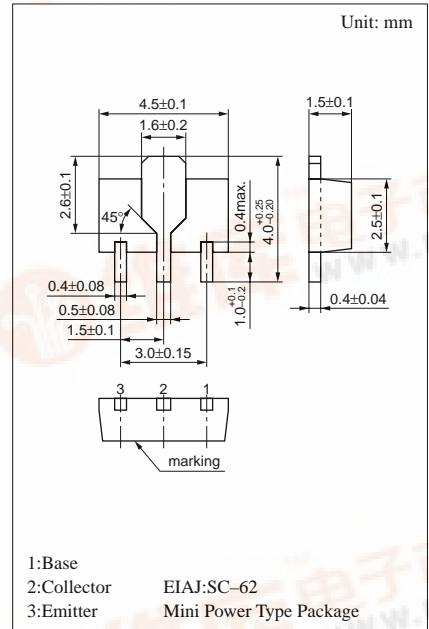 Unit: mm
4.5±0.1
1.6±0.2
1.5±0.1
2.6±0.1
45°
0.4max.
4.0+0.25 −0.20
2.5±0.1
1.0+0.1 −0.2
0.4±0.08
0.5±0.08
1.5±0.1
3.0±0.15
0.4±0.04
3 2 1
marking
1:Base
2:Collector EIAJ:SC–62
3:Emitter Mini Power Type Package